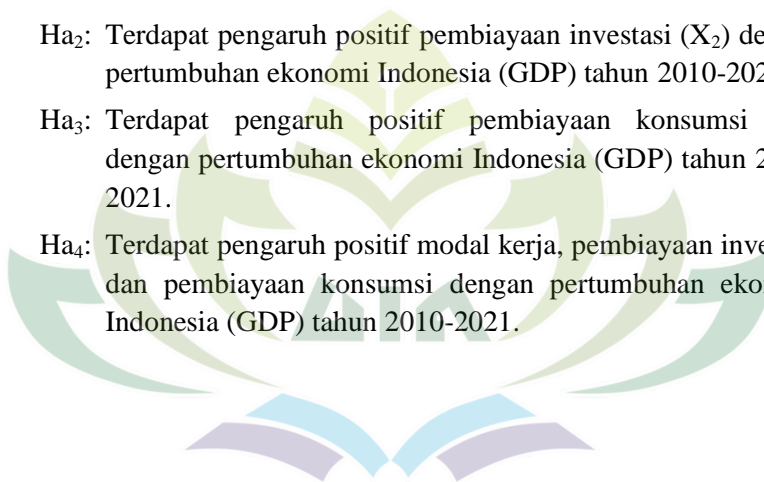 Ha₂: Terdapat pengaruh positif pembiayaan investasi (X₂) de
pertumbuhan ekonomi Indonesia (GDP) tahun 2010-202
Ha₃: Terdapat pengaruh positif pembiayaan konsumsi
dengan pertumbuhan ekonomi Indonesia (GDP) tahun 2
2021.
Ha₄: Terdapat pengaruh positif modal kerja, pembiayaan inve
dan pembiayaan konsumsi dengan pertumbuhan eko
Indonesia (GDP) tahun 2010-2021.